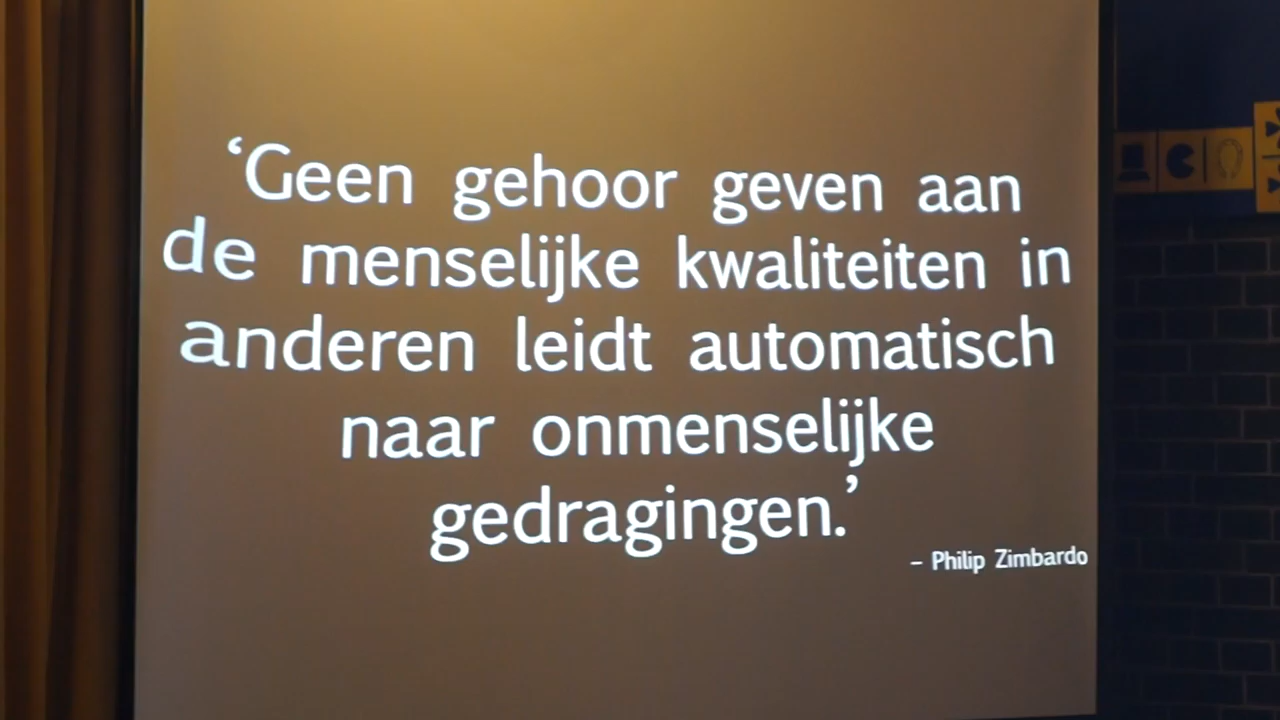 ‘Geen gehoor geven aan
de menselijke kwaliteiten in
anderen leidt automatisch
naar onmenselijke
gedragingen.’
– Philip Zimbardo